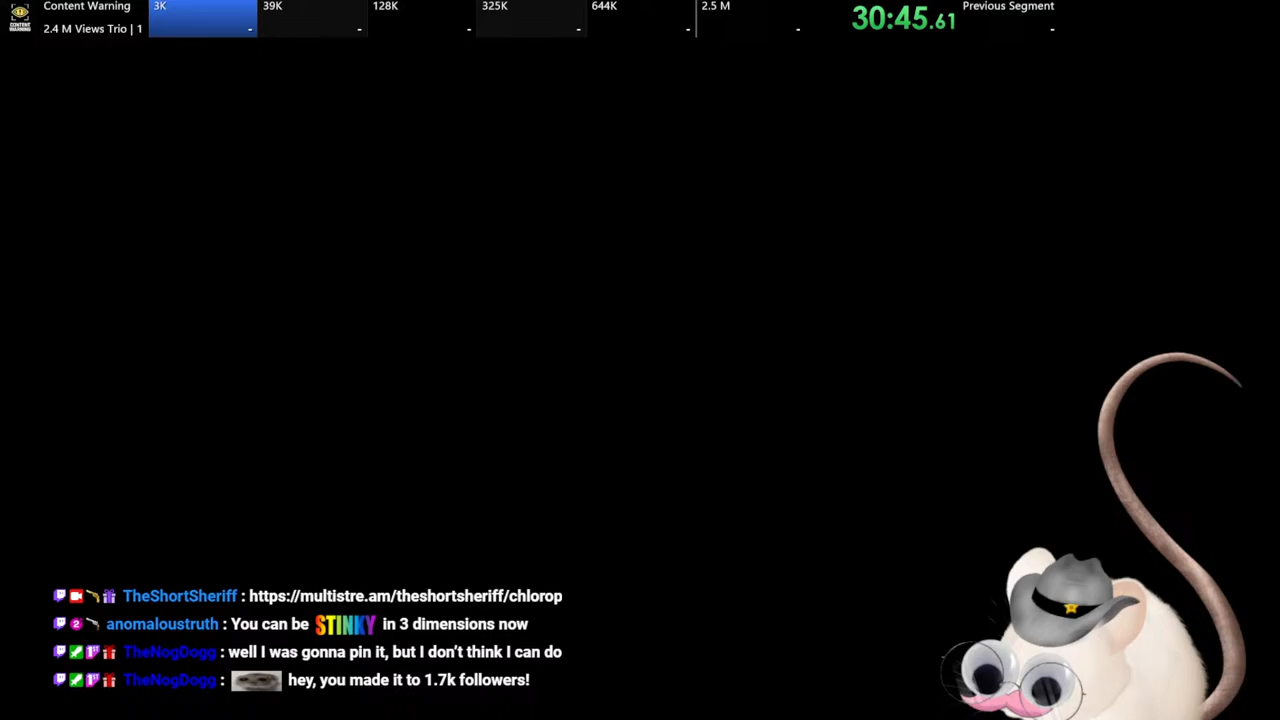 Content Warning
2.4 M Views Trio | 1
3K
-
39K
-
128K
-
325K
-
644K
-
2.5 M
-
30:45.61
Previous Segment
-
CONTENT WARNING
TheShortSheriff : https://multistre.am/theshortsheriff/chlorop
anomaloustruth : You can be STINKY in 3 dimensions now
TheNogDogg : well I was gonna pin it, but I don't think I can do
TheNogDogg : hey, you made it to 1.7k followers!